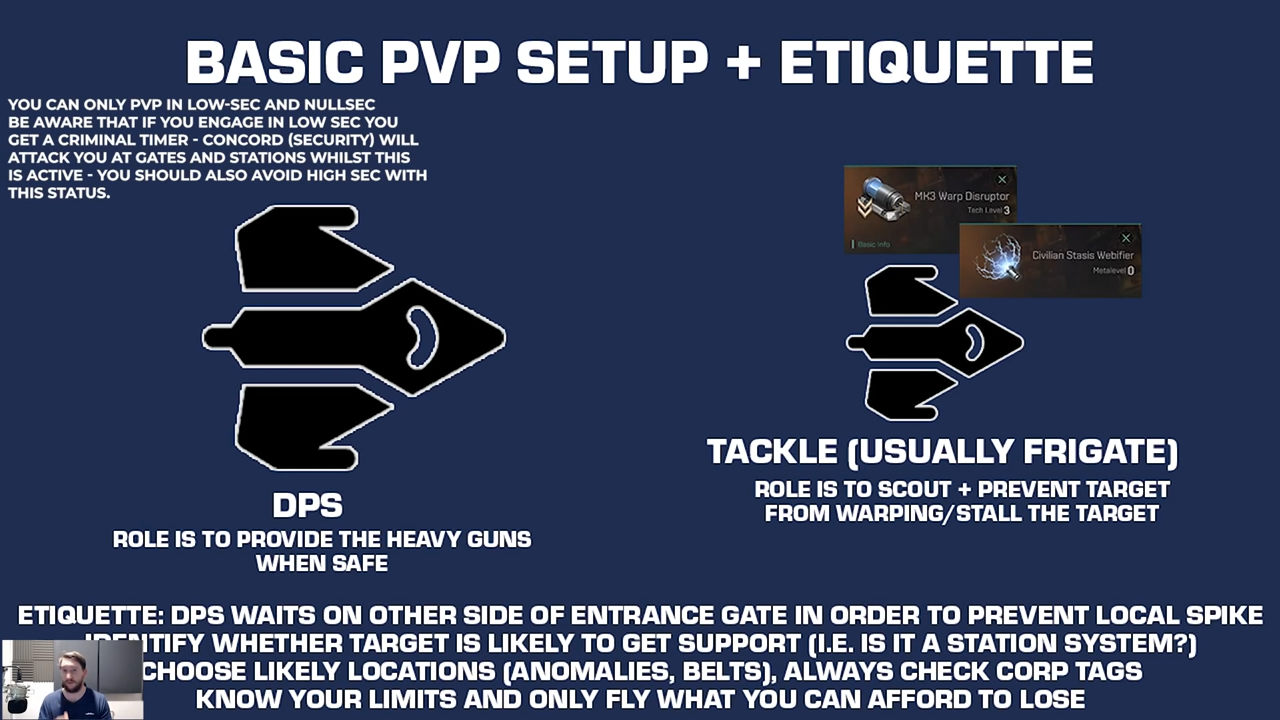 BASIC PVP SETUP + ETIQUETTE
YOU CAN ONLY PVP IN LOW-SEC AND NULLSEC
BE AWARE THAT IF YOU ENGAGE IN LOW SEC YOU
GET A CRIMINAL TIMER - CONCORD (SECURITY) WILL
ATTACK YOU AT GATES AND STATIONS WHILST THIS
IS ACTIVE - YOU SHOULD ALSO AVOID HIGH SEC WITH
THIS STATUS.
MK3 Warp Disruptor
Tech Level 3
Basic Info
Civilian Stasis Webifier
Metalevel 0
DPS
ROLE IS TO PROVIDE THE HEAVY GUNS
WHEN SAFE
TACKLE (USUALLY FRIGATE)
ROLE IS TO SCOUT + PREVENT TARGET
FROM WARPING/STALL THE TARGET
ETIQUETTE: DPS WAITS ON OTHER SIDE OF ENTRANCE GATE IN ORDER TO PREVENT LOCAL SPIKE
IDENTIFY WHETHER TARGET IS LIKELY TO GET SUPPORT (I.E. IS IT A STATION SYSTEM?)
CHOOSE LIKELY LOCATIONS (ANOMALIES, BELTS), ALWAYS CHECK CORP TAGS
KNOW YOUR LIMITS AND ONLY FLY WHAT YOU CAN AFFORD TO LOSE